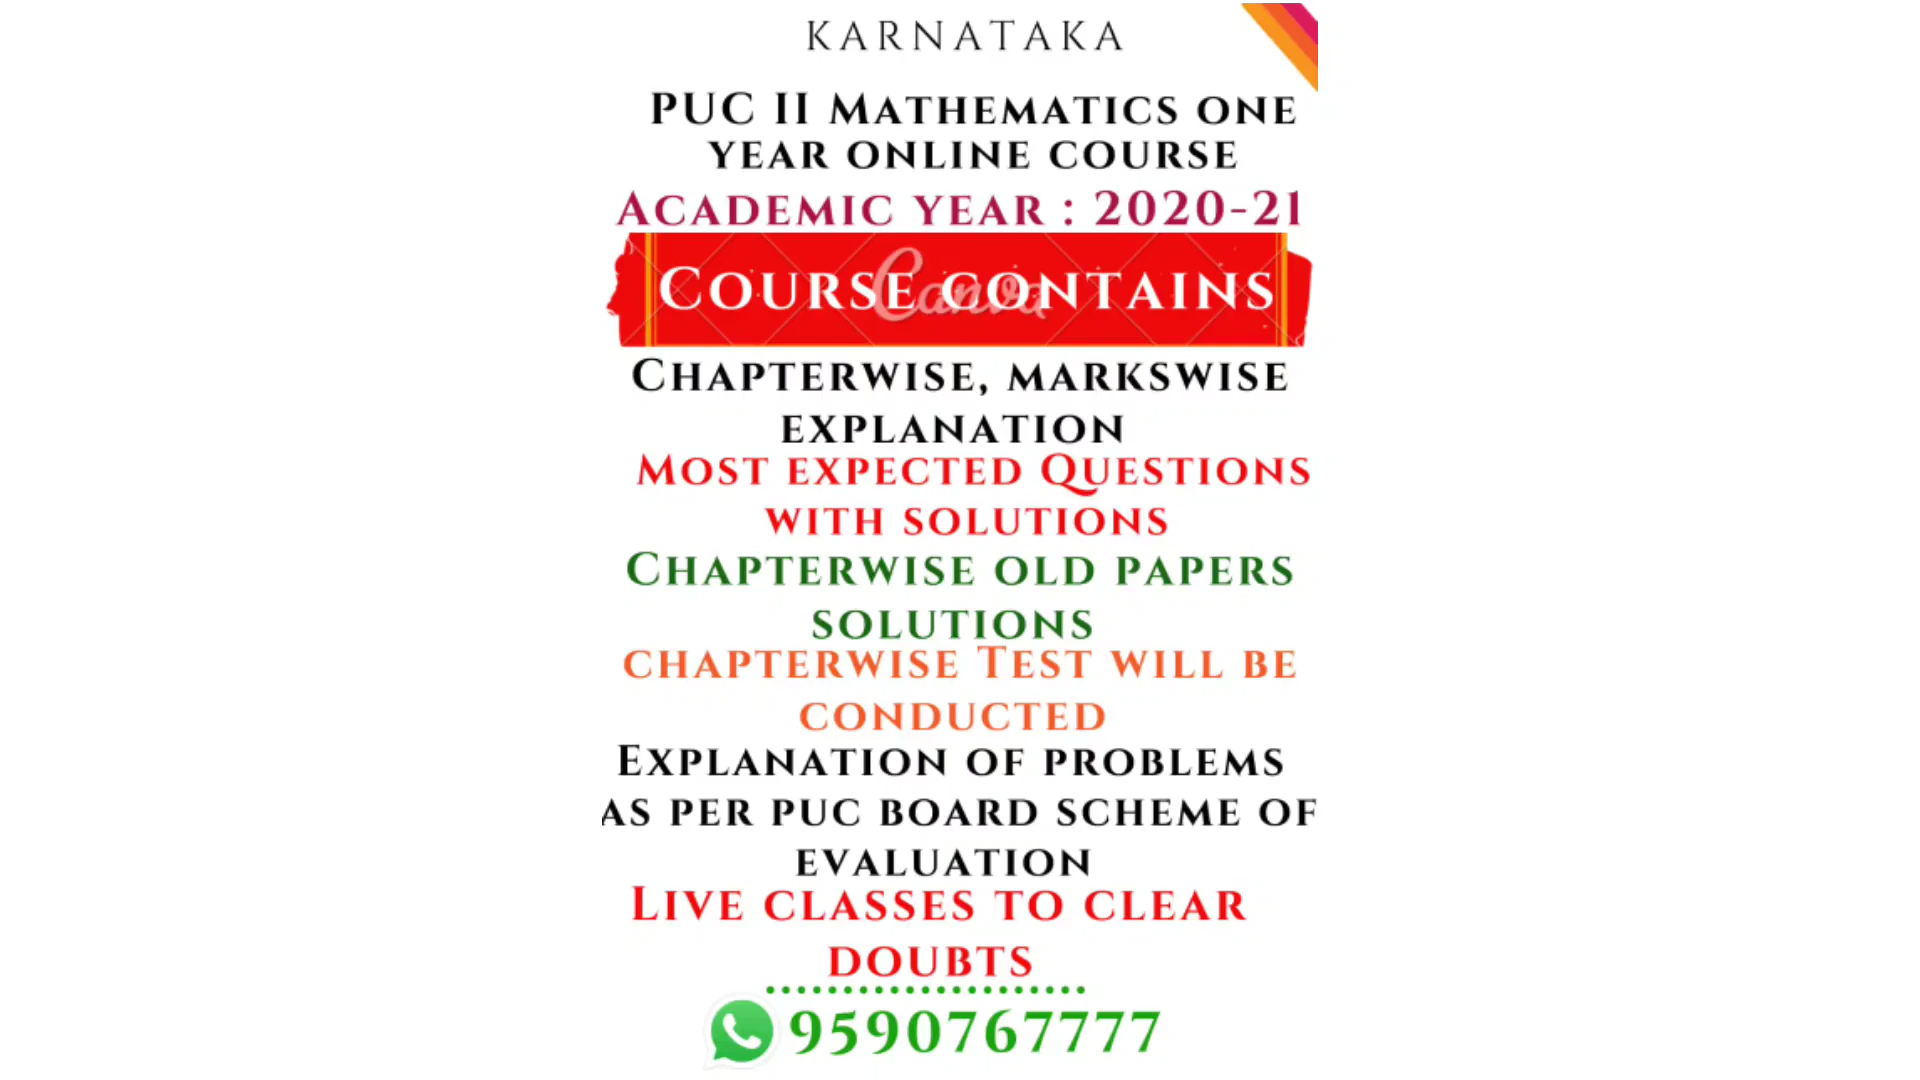 KARNATAKA
PUC II Mathematics one
year online course
Academic year : 2020-21
Course contains
Canva
Chapterwise, markswise
explanation
Most expected Questions
with solutions
Chapterwise old papers
solutions
chapterwise Test will be
conducted
Explanation of problems
as per puc board scheme of
evaluation
Live classes to clear
doubts
9590767777